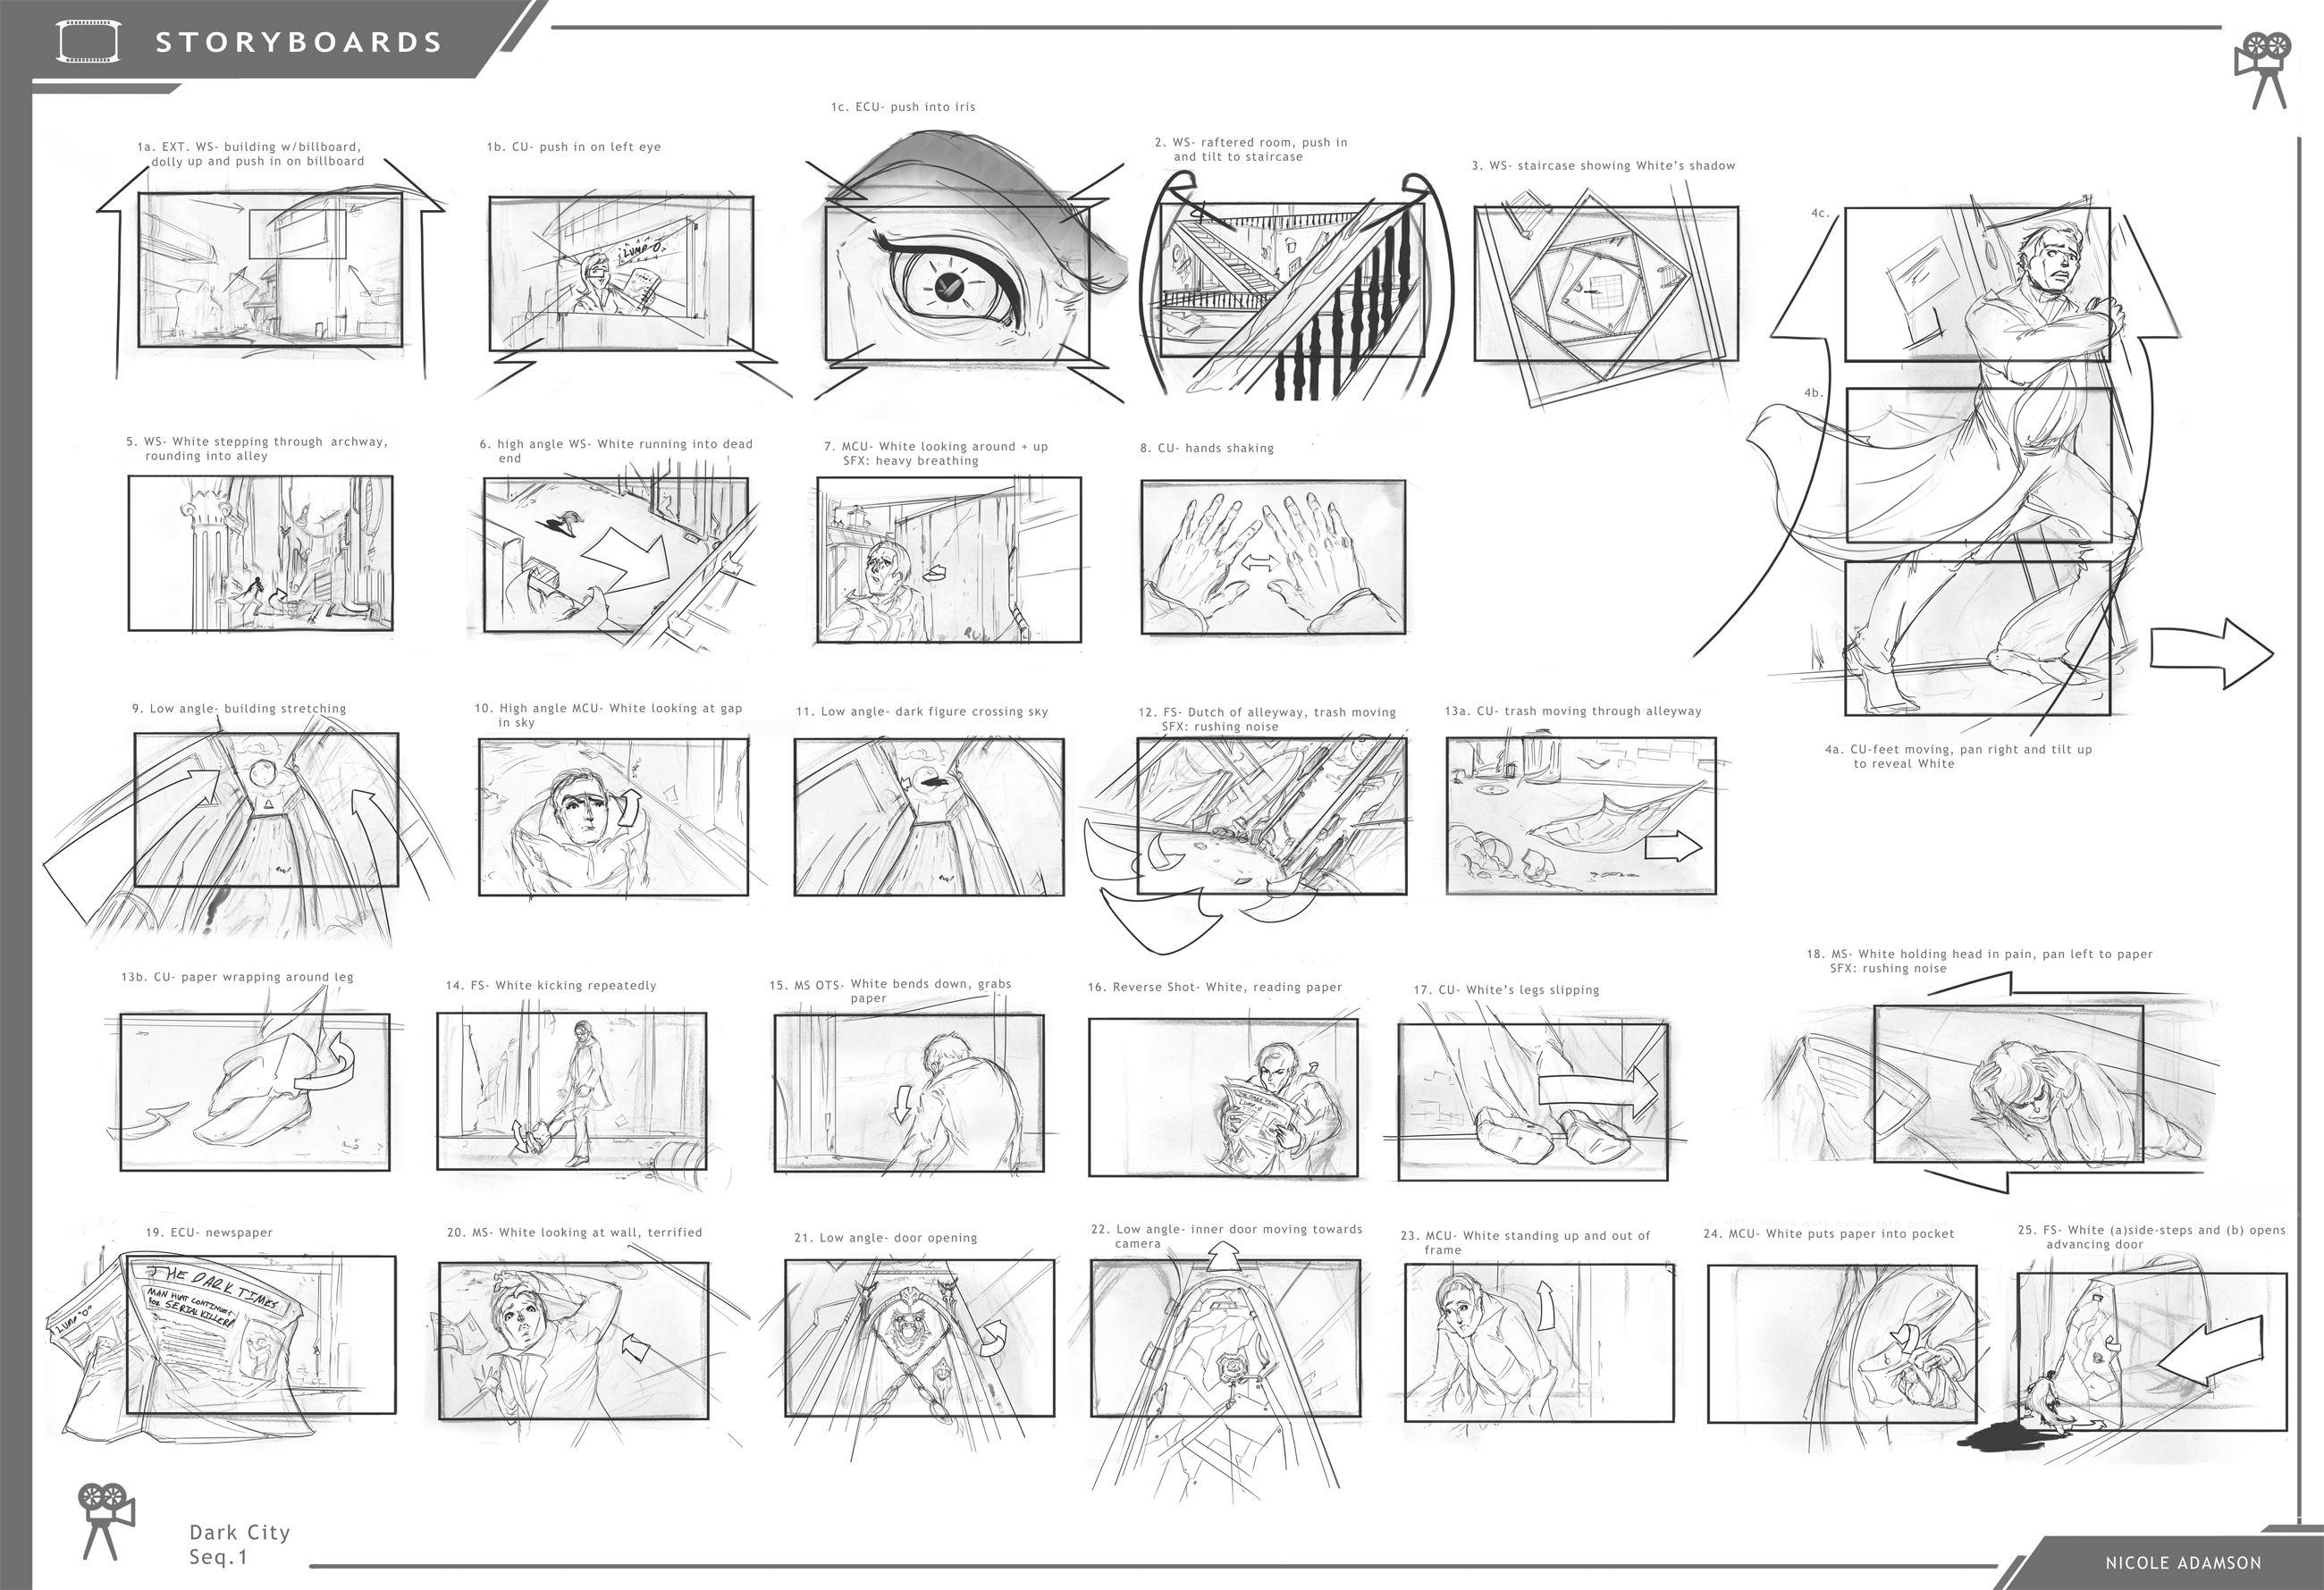 STORYBOARDS
1a. EXT. WS- building w/billboard,
dolly up and push in on billboard
1b. CU- push in on left eye
LUMP-O
1c. ECU- push into iris
2. WS- raftered room, push in
and tilt to staircase
3. WS- staircase showing White's shadow
4c.
4b.
4a. CU-feet moving, pan right and tilt up
to reveal White
5. WS- White stepping through archway,
rounding into alley
6. high angle WS- White running into dead
end
7. MCU- White looking around + up
SFX: heavy breathing
8. CU- hands shaking
9. Low angle- building stretching
10. High angle MCU- White looking at gap
in sky
11. Low angle- dark figure crossing sky
12. FS- Dutch of alleyway, trash moving
SFX: rushing noise
13a. CU- trash moving through alleyway
13b. CU- paper wrapping around leg
14. FS- White kicking repeatedly
15. MS OTS- White bends down, grabs
paper
16. Reverse Shot- White, reading paper
THE DARK TIMES
LUMP-O
17. CU- White's legs slipping
18. MS- White holding head in pain, pan left to paper
SFX: rushing noise
19. ECU- newspaper
THE DARK TIMES
MAN HUNT CONTINUES
FOR SERIAL KILLER!
LUMP "O"
20. MS- White looking at wall, terrified
21. Low angle- door opening
22. Low angle- inner door moving towards
camera
23. MCU- White standing up and out of
frame
24. MCU- White puts paper into pocket
25. FS- White (a)side-steps and (b) opens
advancing door
Dark City
Seq.1
NICOLE ADAMSON